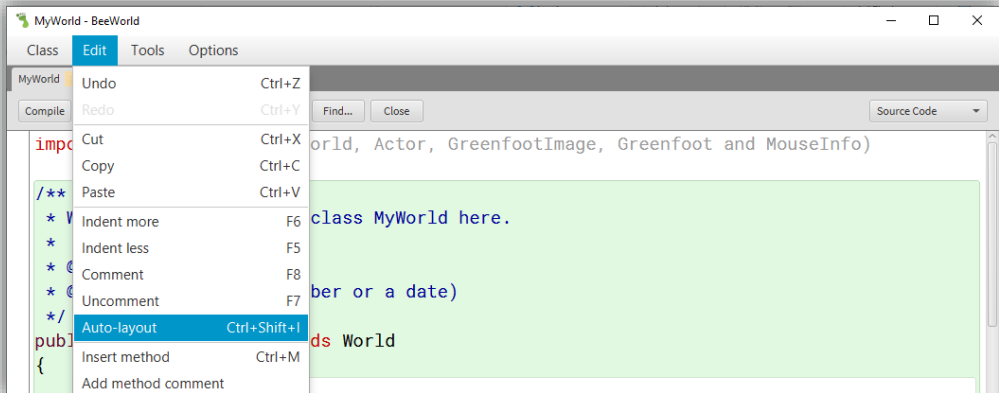 MyWorld - BeeWorld
Class Edit Tools Options
MyWorld
Compile Find... Close Source Code
Undo Ctrl+Z
Redo Ctrl+Y
Cut Ctrl+X
Copy Ctrl+C
Paste Ctrl+V
Indent more F6
Indent less F5
Comment F8
Uncomment F7
Auto-layout Ctrl+Shift+I
Insert method Ctrl+M
Add method comment
impo orld, Actor, GreenfootImage, Greenfoot and MouseInfo)
/**
* W class MyWorld here.
*
* @
* @ ber or a date)
*/
publ ds World
{